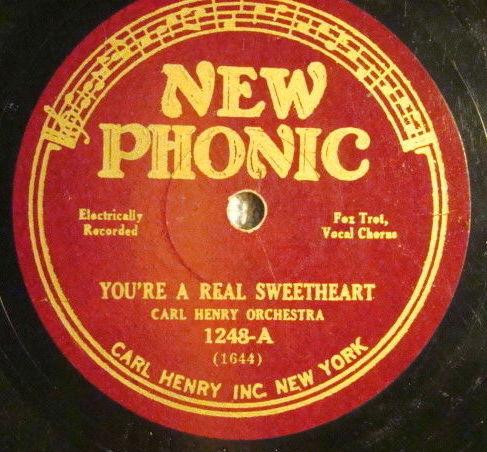 NEW
PHONIC
Electrically
Recorded
Fox Trot,
Vocal Chorus
YOU'RE A REAL SWEETHEART
CARL HENRY ORCHESTRA
1248-A
(1644)
CARL HENRY INC. NEW YORK